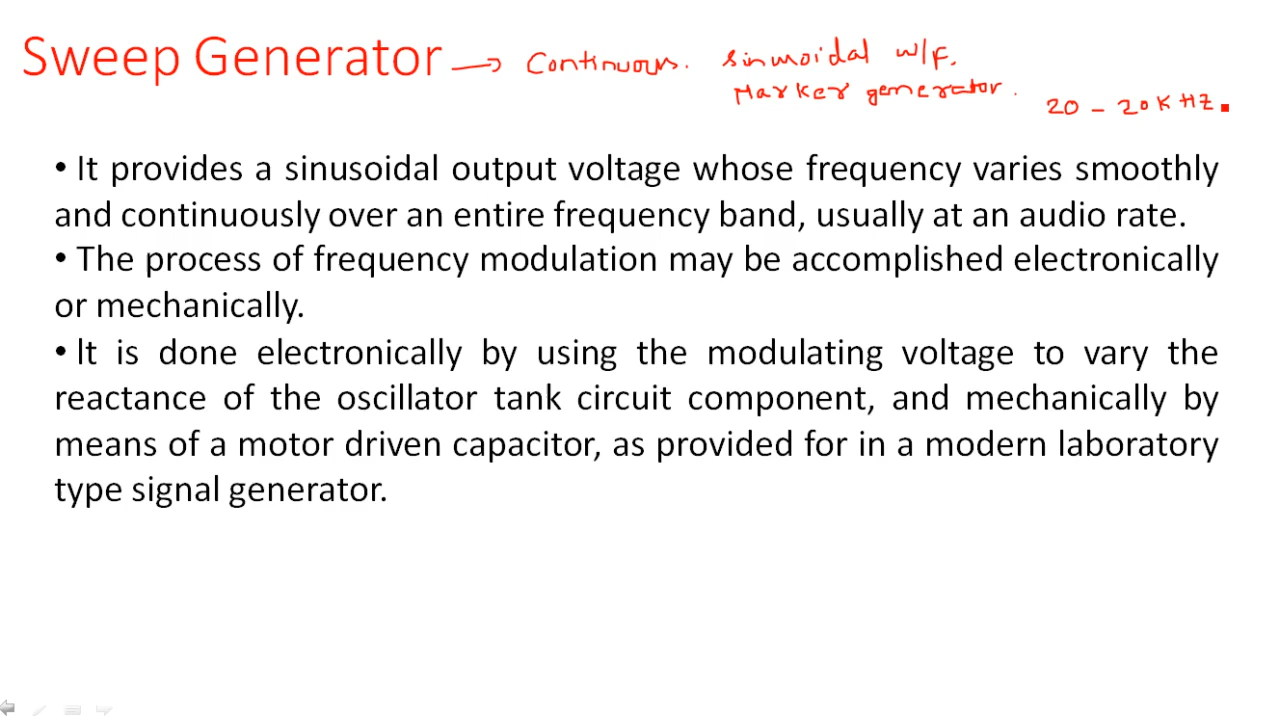 Sweep Generator → Continuous. Sinusoidal w/f.
Marker generator.
20 - 20K HZ.
• It provides a sinusoidal output voltage whose frequency varies smoothly
and continuously over an entire frequency band, usually at an audio rate.
• The process of frequency modulation may be accomplished electronically
or mechanically.
• It is done electronically by using the modulating voltage to vary the
reactance of the oscillator tank circuit component, and mechanically by
means of a motor driven capacitor, as provided for in a modern laboratory
type signal generator.